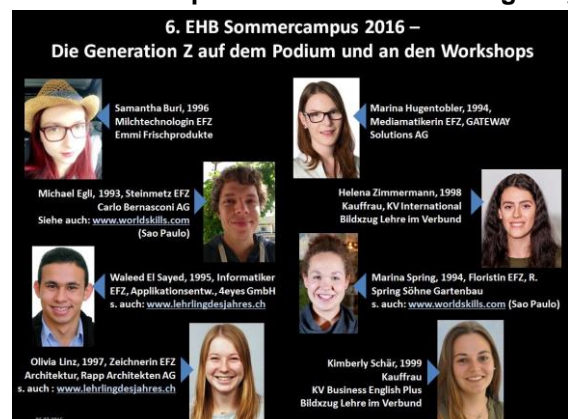 6. EHB Sommercampus 2016 –
Die Generation Z auf dem Podium und an den Workshops
Samantha Buri, 1996
Milchtechnologin EFZ
Emmi Frischprodukte
Marina Hugentobler, 1994,
Mediamatikerin EFZ, GATEWAY
Solutions AG
Michael Egli, 1993, Steinmetz EFZ
Carlo Bernasconi AG
Siehe auch: www.worldskills.com
(Sao Paulo)
Helena Zimmermann, 1998
Kauffrau, KV International
Bildxzug Lehre im Verbund
Waleed El Sayed, 1995, Informatiker
EFZ, Applikationsentw., 4eyes GmbH
s. auch: www.lehrlingdesjahres.ch
Marina Spring, 1994, Floristin EFZ, R.
Spring Söhne Gartenbau
s. auch: www.worldskills.com (Sao Paulo)
Olivia Linz, 1997, Zeichnerin EFZ
Architektur, Rapp Architekten AG
s. auch : www.lehrlingdesjahres.ch
Kimberly Schär, 1999
Kauffrau
KV Business English Plus
Bildxzug Lehre im Verbund